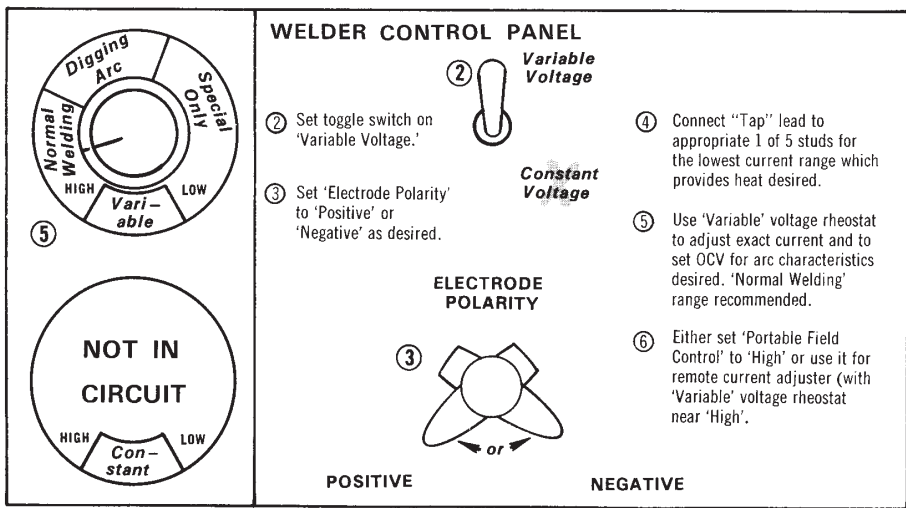 Digging
Arc
Normal
Welding
Special
Only
HIGH
LOW
Vari-
able
⑤
NOT IN
CIRCUIT
HIGH
LOW
Con-
stant
WELDER CONTROL PANEL
②
Variable
Voltage
② Set toggle switch on
'Variable Voltage.'
Constant
Voltage
③ Set 'Electrode Polarity'
to 'Positive' or
'Negative' as desired.
ELECTRODE
POLARITY
③
or
POSITIVE
NEGATIVE
④ Connect "Tap" lead to
appropriate 1 of 5 studs for
the lowest current range which
provides heat desired.
⑤ Use 'Variable' voltage rheostat
to adjust exact current and to
set OCV for arc characteristics
desired. 'Normal Welding'
range recommended.
⑥ Either set 'Portable Field
Control' to 'High' or use it for
remote current adjuster (with
'Variable' voltage rheostat
near 'High'.